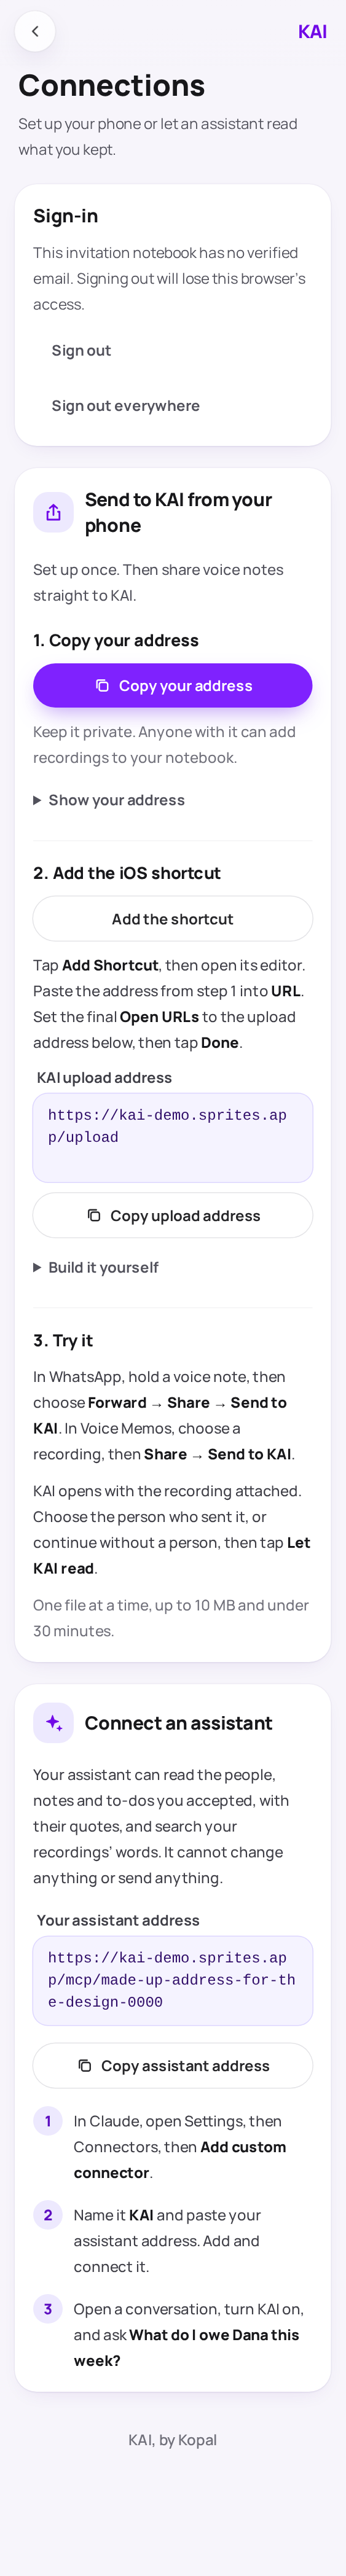 KAI
Connections
Set up your phone or let an assistant read
what you kept.
Sign-in
This invitation notebook has no verified
email. Signing out will lose this browser's
access.
Sign out
Sign out everywhere
Send to KAI from your
phone
Set up once. Then share voice notes
straight to KAI.
1. Copy your address
Copy your address
Keep it private. Anyone with it can add
recordings to your notebook.
▶ Show your address
2. Add the iOS shortcut
Add the shortcut
Tap Add Shortcut, then open its editor.
Paste the address from step 1 into URL.
Set the final Open URLs to the upload
address below, then tap Done.
KAI upload address
https://kai-demo.sprites.ap
p/upload
Copy upload address
▶ Build it yourself
3. Try it
In WhatsApp, hold a voice note, then
choose Forward → Share → Send to
KAI. In Voice Memos, choose a
recording, then Share → Send to KAI.
KAI opens with the recording attached.
Choose the person who sent it, or
continue without a person, then tap Let
KAI read.
One file at a time, up to 10 MB and under
30 minutes.
Connect an assistant
Your assistant can read the people,
notes and to-dos you accepted, with
their quotes, and search your
recordings' words. It cannot change
anything or send anything.
Your assistant address
https://kai-demo.sprites.ap
p/mcp/made-up-address-for-th
e-design-0000
Copy assistant address
1 In Claude, open Settings, then
Connectors, then Add custom
connector.
2 Name it KAI and paste your
assistant address. Add and
connect it.
3 Open a conversation, turn KAI on,
and ask What do I owe Dana this
week?
KAI, by Kopal